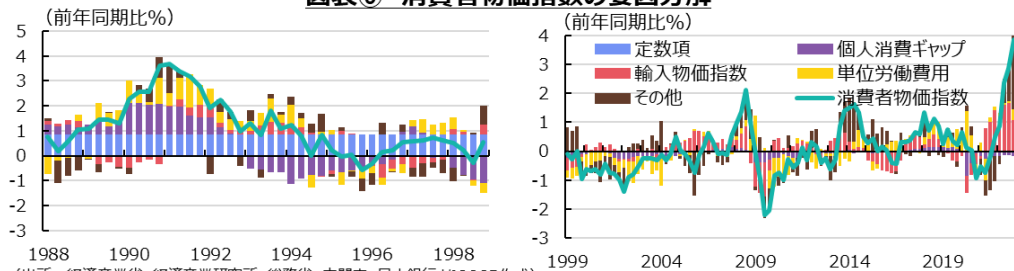 図表⑥ 消費者物価指数の要因分解
(前年同期比%)
5
4
3
2
1
0
-1
-2
-3
1988 1990 1992 1994 1996 1998
(前年同期比%)
4
3
2
1
0
-1
-2
-3
定数項 個人消費ギャップ
輸入物価指数 単位労働費用
その他 消費者物価指数
1999 2004 2009 2014 2019